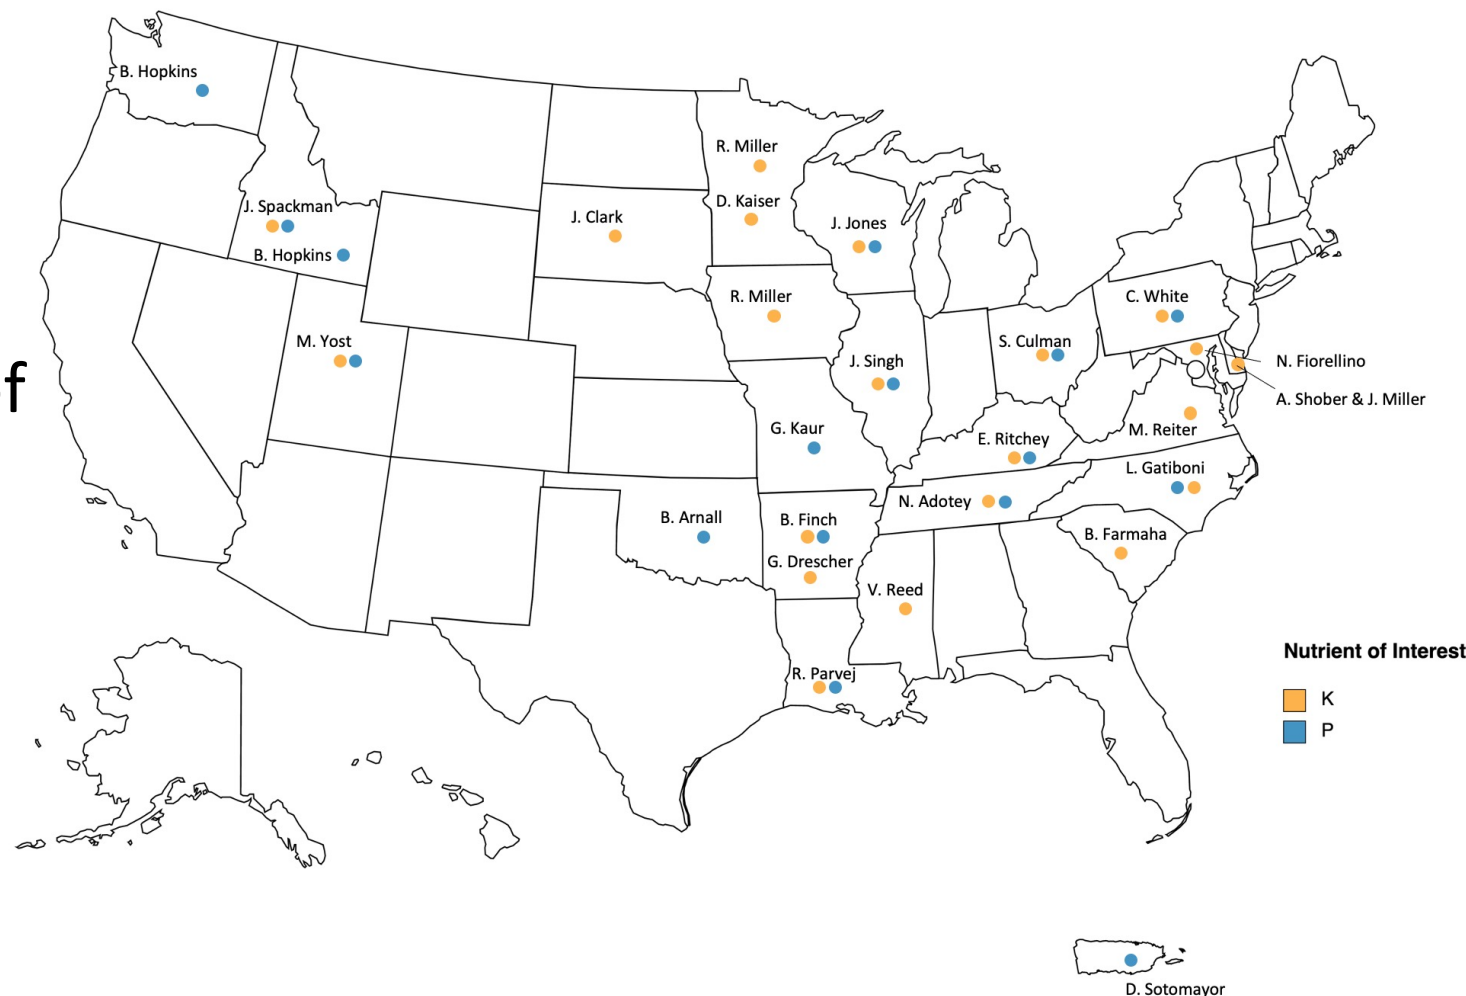 B. Hopkins
R. Miller
D. Kaiser
J. Spackman
J. Clark
J. Jones
B. Hopkins
R. Miller
C. White
M. Yost
S. Culman
J. Singh
N. Fiorellino
f
A. Shober & J. Miller
G. Kaur
M. Reiter
E. Ritchey
L. Gatiboni
N. Adotey
B. Arnall
B. Finch
B. Farmaha
G. Drescher
V. Reed
R. Parvej
Nutrient of Interest
K
P
D. Sotomayor